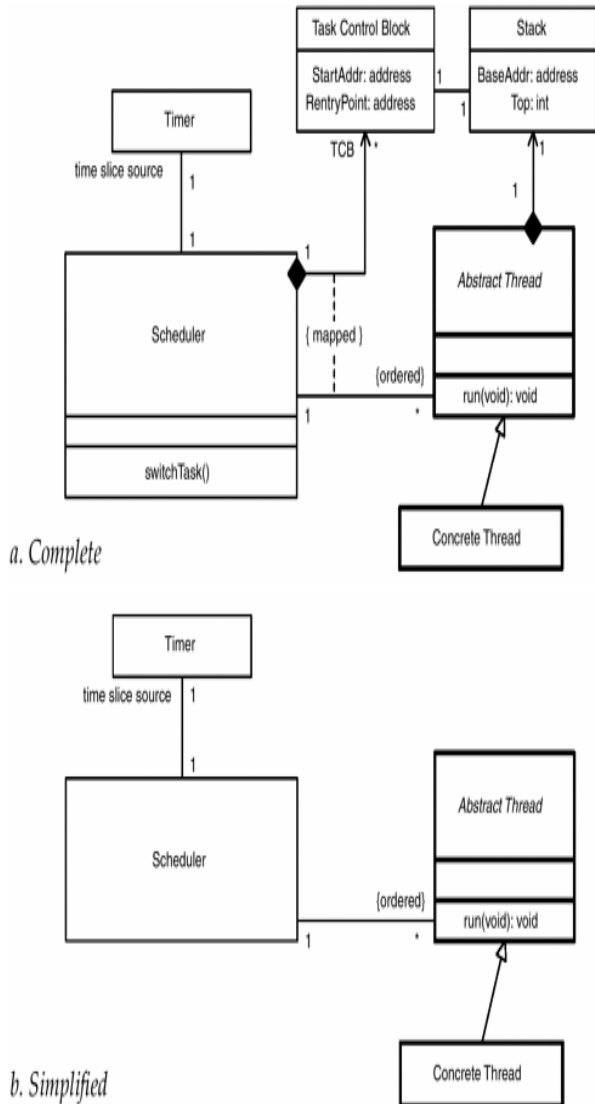 Task Control Block
StartAddr: address
RentryPoint: address
Stack
BaseAddr: address
Top: int
1
1
Timer
time slice source
1
1
TCB
*
1
1
Abstract Thread
run(void): void
Scheduler
switchTask()
1
{ mapped }
{ordered}
1
*
Concrete Thread
a. Complete
Timer
time slice source
1
1
Scheduler
Abstract Thread
run(void): void
{ordered}
1
*
Concrete Thread
b. Simplified